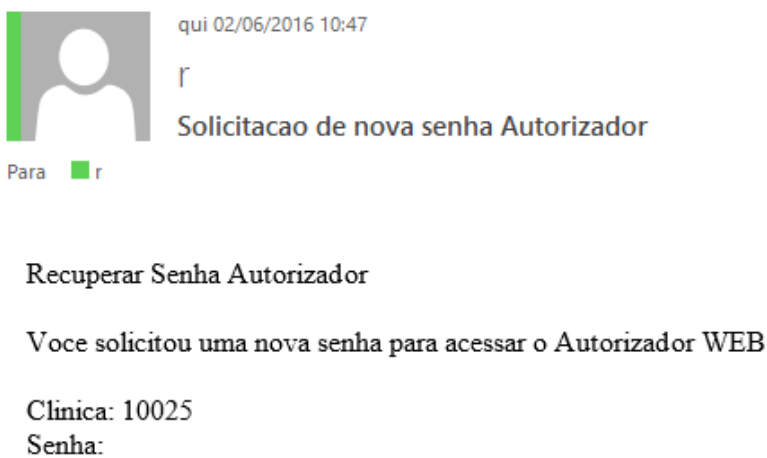 qui 02/06/2016 10:47
r
Solicitacao de nova senha Autorizador
Para r
Recuperar Senha Autorizador
Voce solicitou uma nova senha para acessar o Autorizador WEB
Clinica: 10025
Senha: